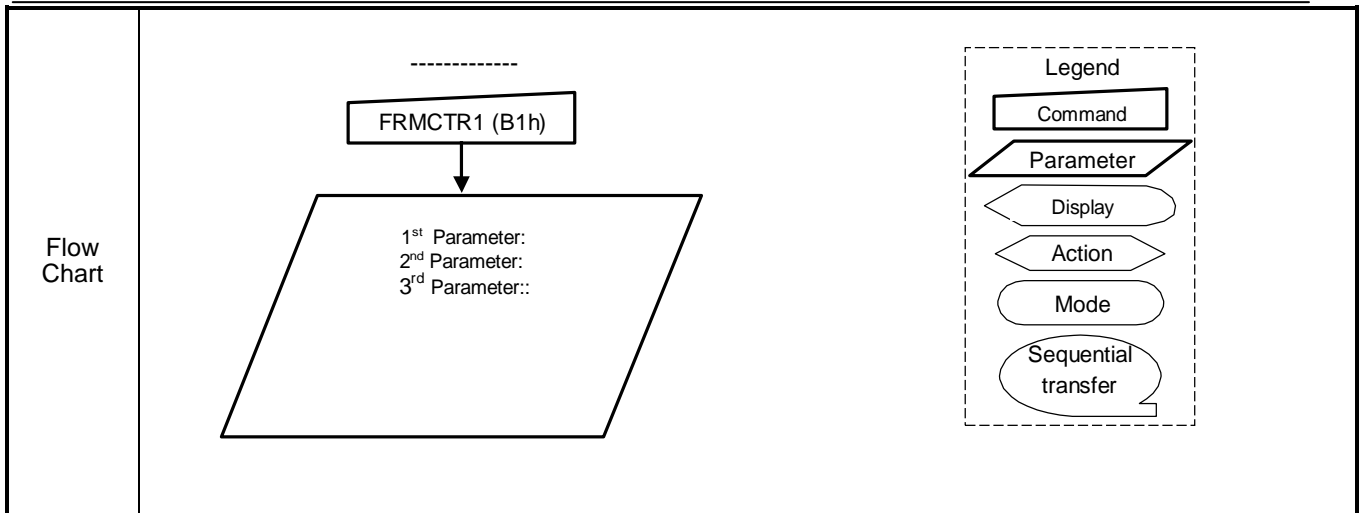 Flow
Chart
--------------
FRMCTR1 (B1h)
1st Parameter:
2nd Parameter:
3rd Parameter::
Legend
Command
Parameter
Display
Action
Mode
Sequential
transfer